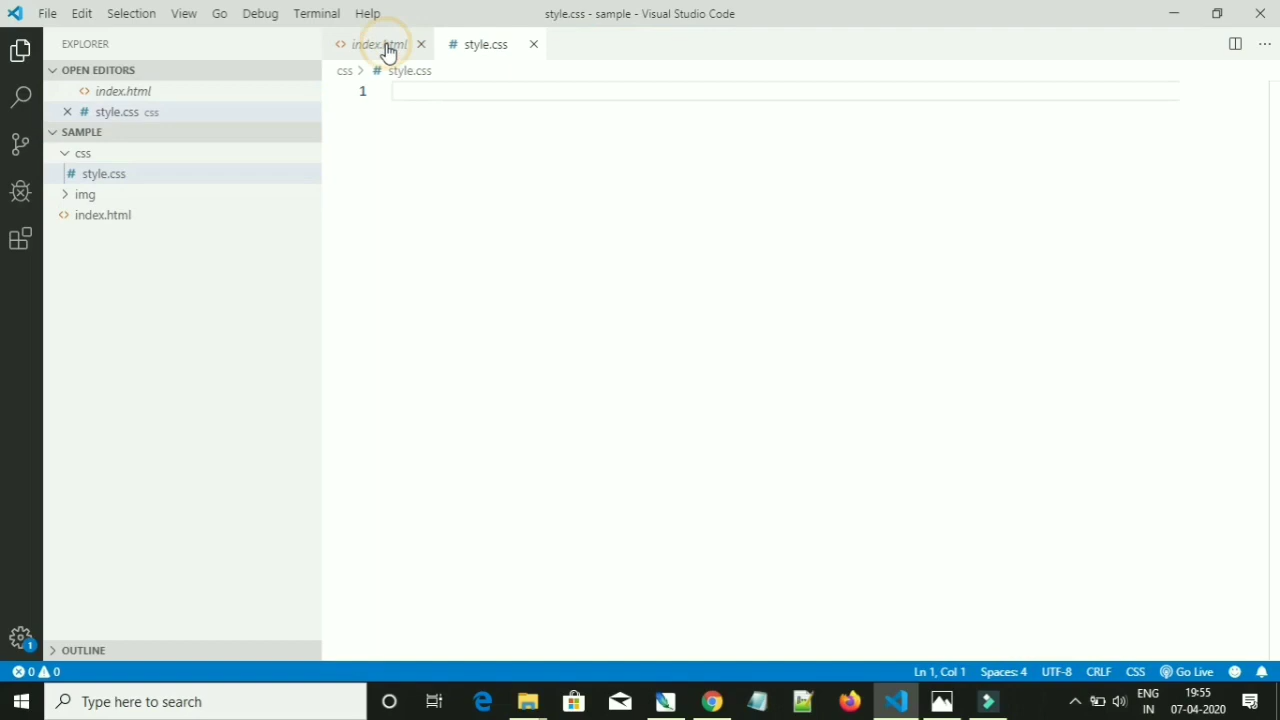 File Edit Selection View Go Debug Terminal Help style.css - sample - Visual Studio Code
EXPLORER
index.html
style.css
OPEN EDITORS
css
style.css
index.html
1
style.css css
SAMPLE
css
style.css
img
index.html
OUTLINE
1
0 0
Ln 1, Col 1 Spaces: 4 UTF-8 CRLF CSS Go Live
Type here to search
ENG
IN
19:55
07-04-2020